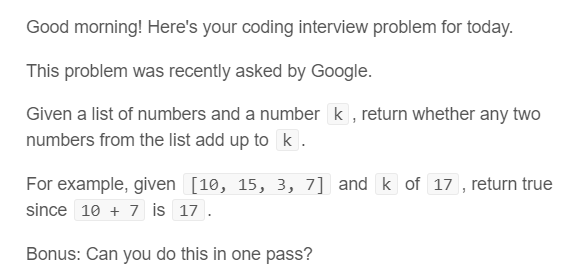 Good morning! Here's your coding interview problem for today.
This problem was recently asked by Google.
Given a list of numbers and a number k, return whether any two
numbers from the list add up to k.
For example, given [10, 15, 3, 7] and k of 17, return true
since 10 + 7 is 17.
Bonus: Can you do this in one pass?